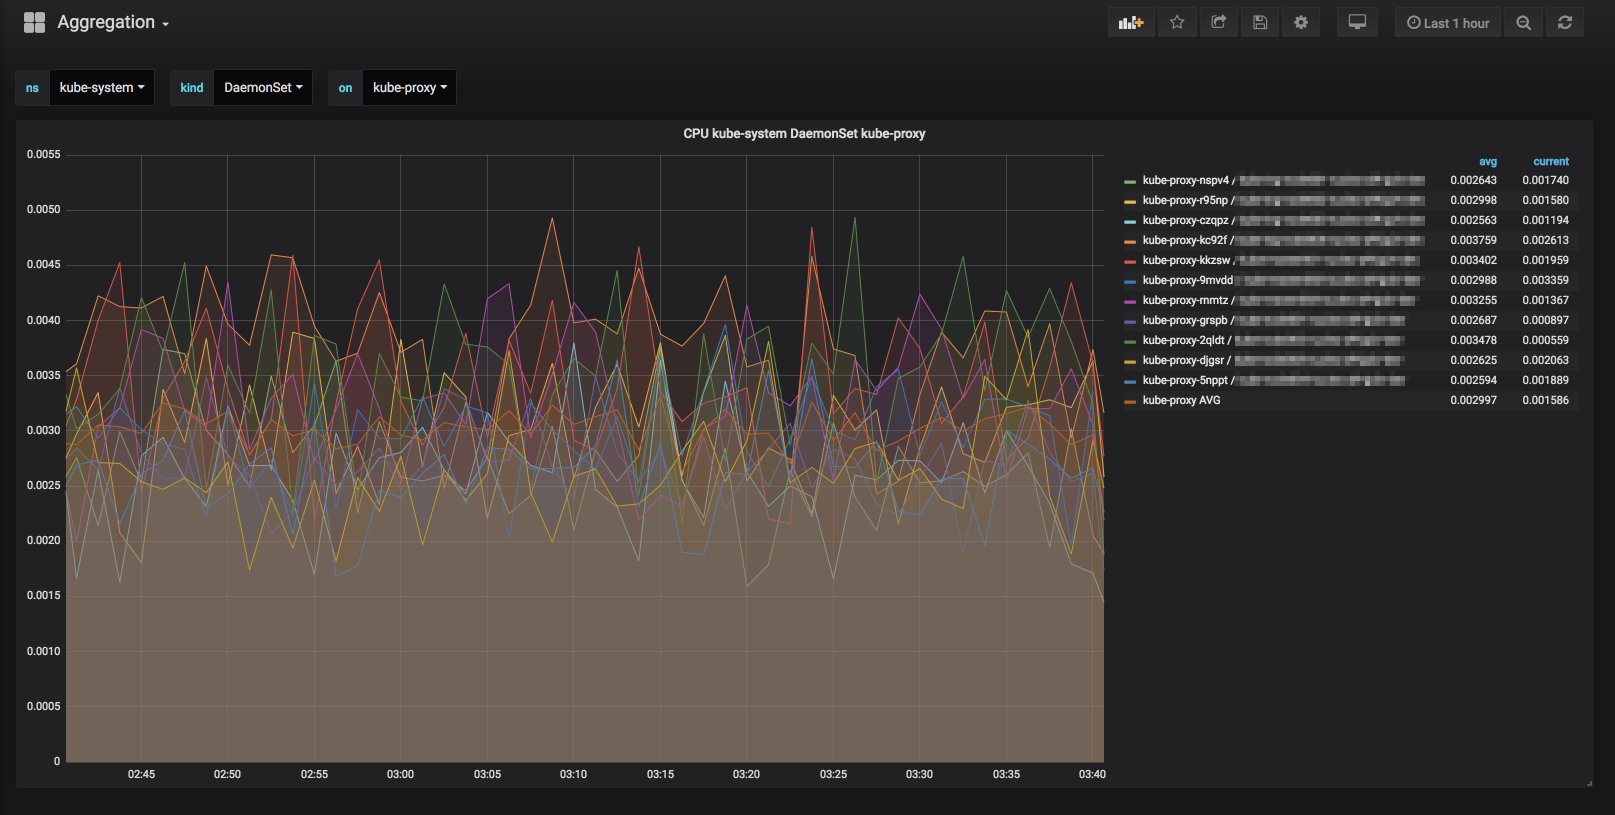 Aggregation
Last 1 hour
ns kube-system kind DaemonSet on kube-proxy
CPU kube-system DaemonSet kube-proxy
avg current
kube-proxy-nspv4 / 0.002643 0.001740
kube-proxy-r95np / 0.002998 0.001580
kube-proxy-czqpz / 0.002563 0.001194
kube-proxy-kc92f / 0.003759 0.002613
kube-proxy-kkzsw / 0.003402 0.001959
kube-proxy-9mvdd 0.002988 0.003359
kube-proxy-rnmtz / 0.003255 0.001367
kube-proxy-grspb / 0.002687 0.000897
kube-proxy-2qldt / 0.003478 0.000559
kube-proxy-djgsr / 0.002625 0.002063
kube-proxy-5nppt / 0.002594 0.001889
kube-proxy AVG 0.002997 0.001586
0.0055
0.0050
0.0045
0.0040
0.0035
0.0030
0.0025
0.0020
0.0015
0.0010
0.0005
0
02:45 02:50 02:55 03:00 03:05 03:10 03:15 03:20 03:25 03:30 03:35 03:40